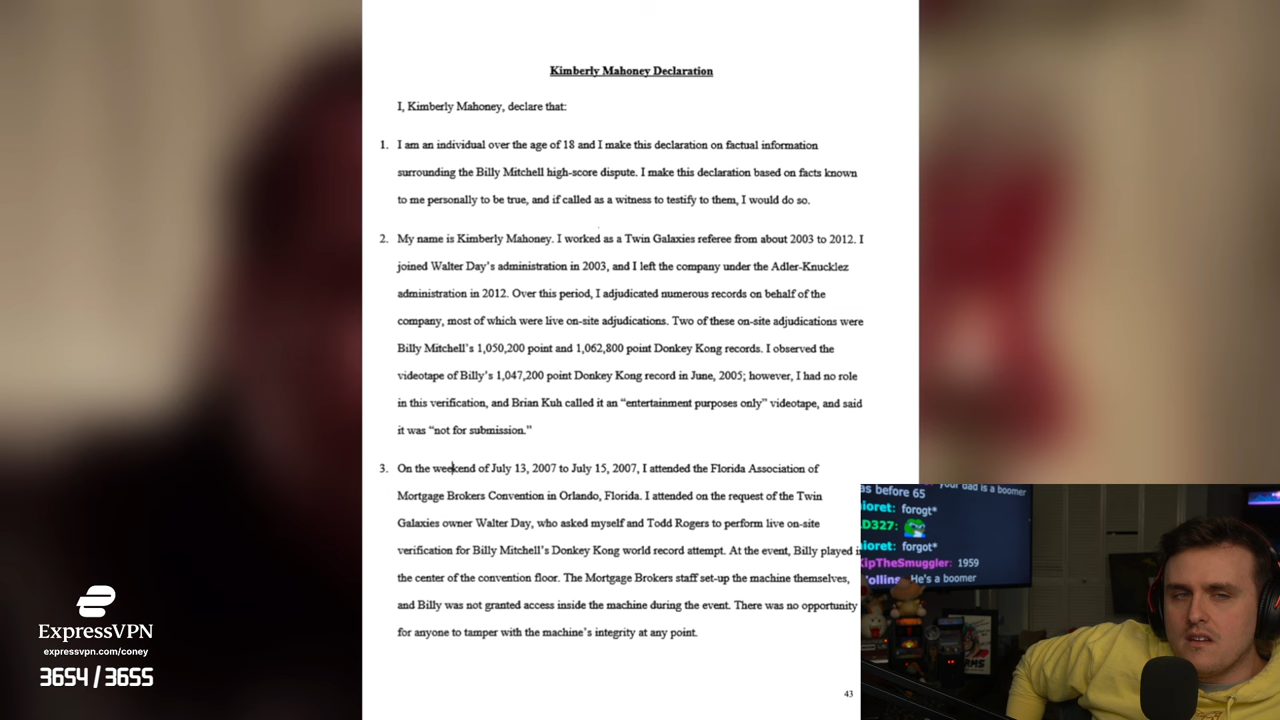 Kimberly Mahoney Declaration
I, Kimberly Mahoney, declare that:
1. I am an individual over the age of 18 and I make this declaration on factual information
surrounding the Billy Mitchell high-score dispute. I make this declaration based on facts known
to me personally to be true, and if called as a witness to testify to them, I would do so.
2. My name is Kimberly Mahoney. I worked as a Twin Galaxies referee from about 2003 to 2012. I
joined Walter Day's administration in 2003, and I left the company under the Adler-Knucklez
administration in 2012. Over this period, I adjudicated numerous records on behalf of the
company, most of which were live on-site adjudications. Two of these on-site adjudications were
Billy Mitchell's 1,050,200 point and 1,062,800 point Donkey Kong records. I observed the
videotape of Billy's 1,047,200 point Donkey Kong record in June, 2005; however, I had no role
in this verification, and Brian Kuh called it an "entertainment purposes only" videotape, and said
it was "not for submission."
3. On the weekend of July 13, 2007 to July 15, 2007, I attended the Florida Association of
Mortgage Brokers Convention in Orlando, Florida. I attended on the request of the Twin
Galaxies owner Walter Day, who asked myself and Todd Rogers to perform live on-site
verification for Billy Mitchell's Donkey Kong world record attempt. At the event, Billy played i
the center of the convention floor. The Mortgage Brokers staff set-up the machine themselves,
and Billy was not granted access inside the machine during the event. There was no opportunity
for anyone to tamper with the machine's integrity at any point.
43
ExpressVPN
expressvpn.com/coney
3654 / 3655
as before 65
your dad is a boomer
ioret: forogt*
D327:
ioret: forgot*
KipTheSmuggler: 1959
ollins: He's a boomer